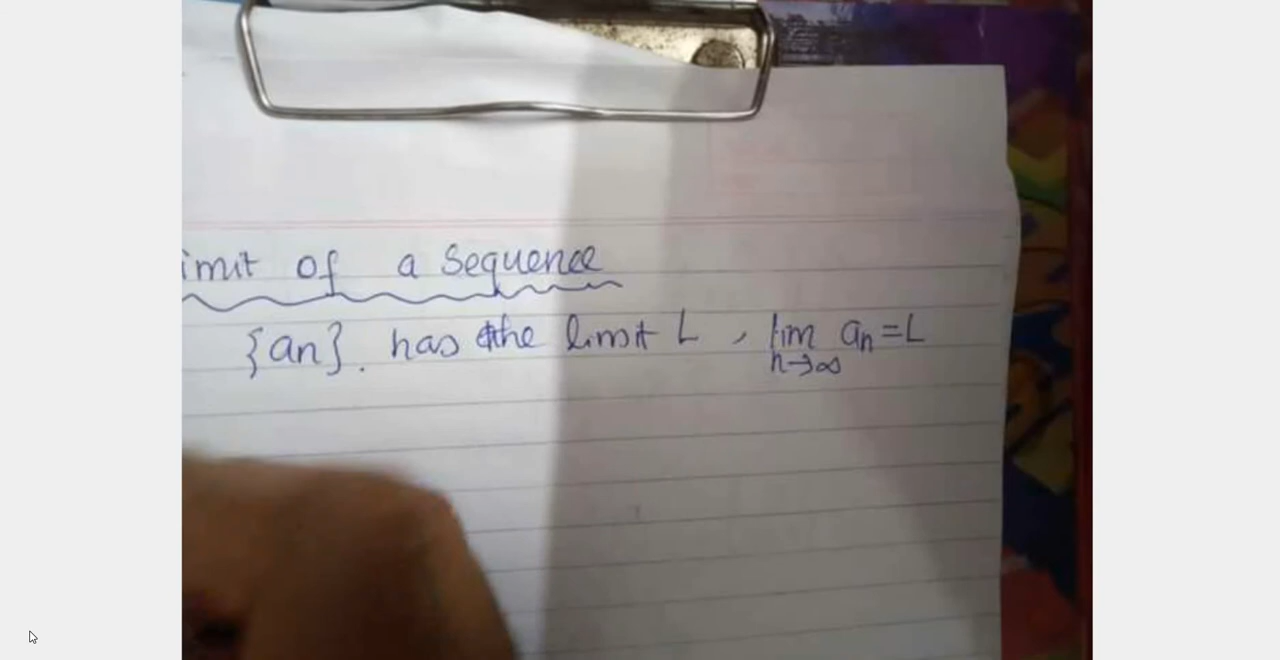 imit of a Sequence
{an}. has the limit L, lim an = L
n→∞